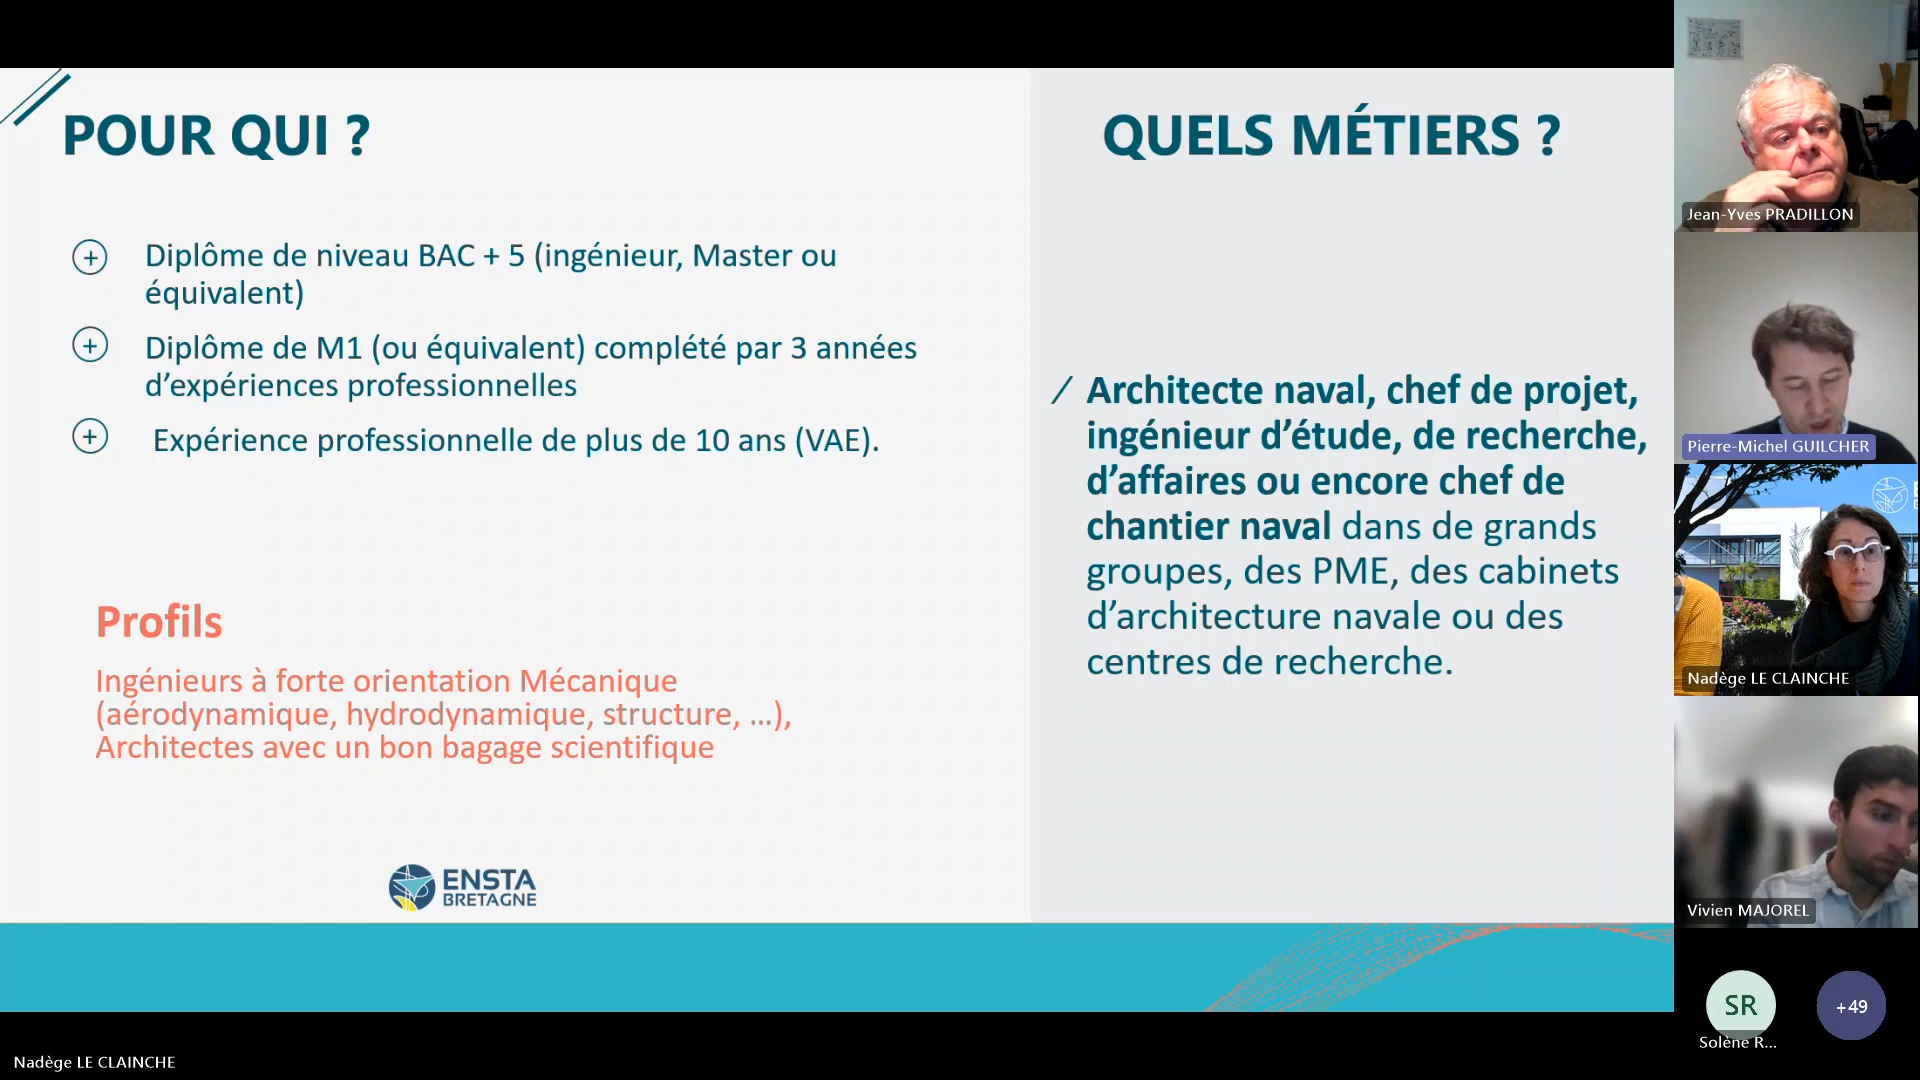 POUR QUI ?
Diplôme de niveau BAC + 5 (ingénieur, Master ou
équivalent)
Diplôme de M1 (ou équivalent) complété par 3 années
d’expériences professionnelles
Expérience professionnelle de plus de 10 ans (VAE).
Profils
Ingénieurs à forte orientation Mécanique
(aérodynamique, hydrodynamique, structure, …),
Architectes avec un bon bagage scientifique
ENSTA
BRETAGNE
QUELS MÉTIERS ?
/ Architecte naval, chef de projet,
ingénieur d’étude, de recherche,
d’affaires ou encore chef de
chantier naval dans de grands
groupes, des PME, des cabinets
d’architecture navale ou des
centres de recherche.
Jean-Yves PRADILLON
Pierre-Michel GUILCHER
Nadège LE CLAINCHE
Vivien MAJOREL
SR
Solène R...
+49
Nadège LE CLAINCHE